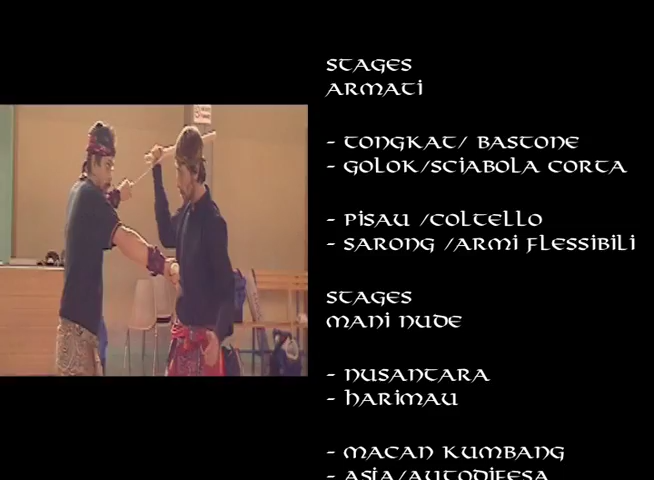 STAGES
ARMATI
- TONGKAT/ BASTONE
- GOLOK/SCIABOLA CORTA
- PISAU /COLTELLO
- SARONG /ARMI FLESSIBILI
STAGES
MANI NUDE
- NUSANTARA
- HARIMAU
- MACAN KUMBANG
- ASIA/AUTODIFESA